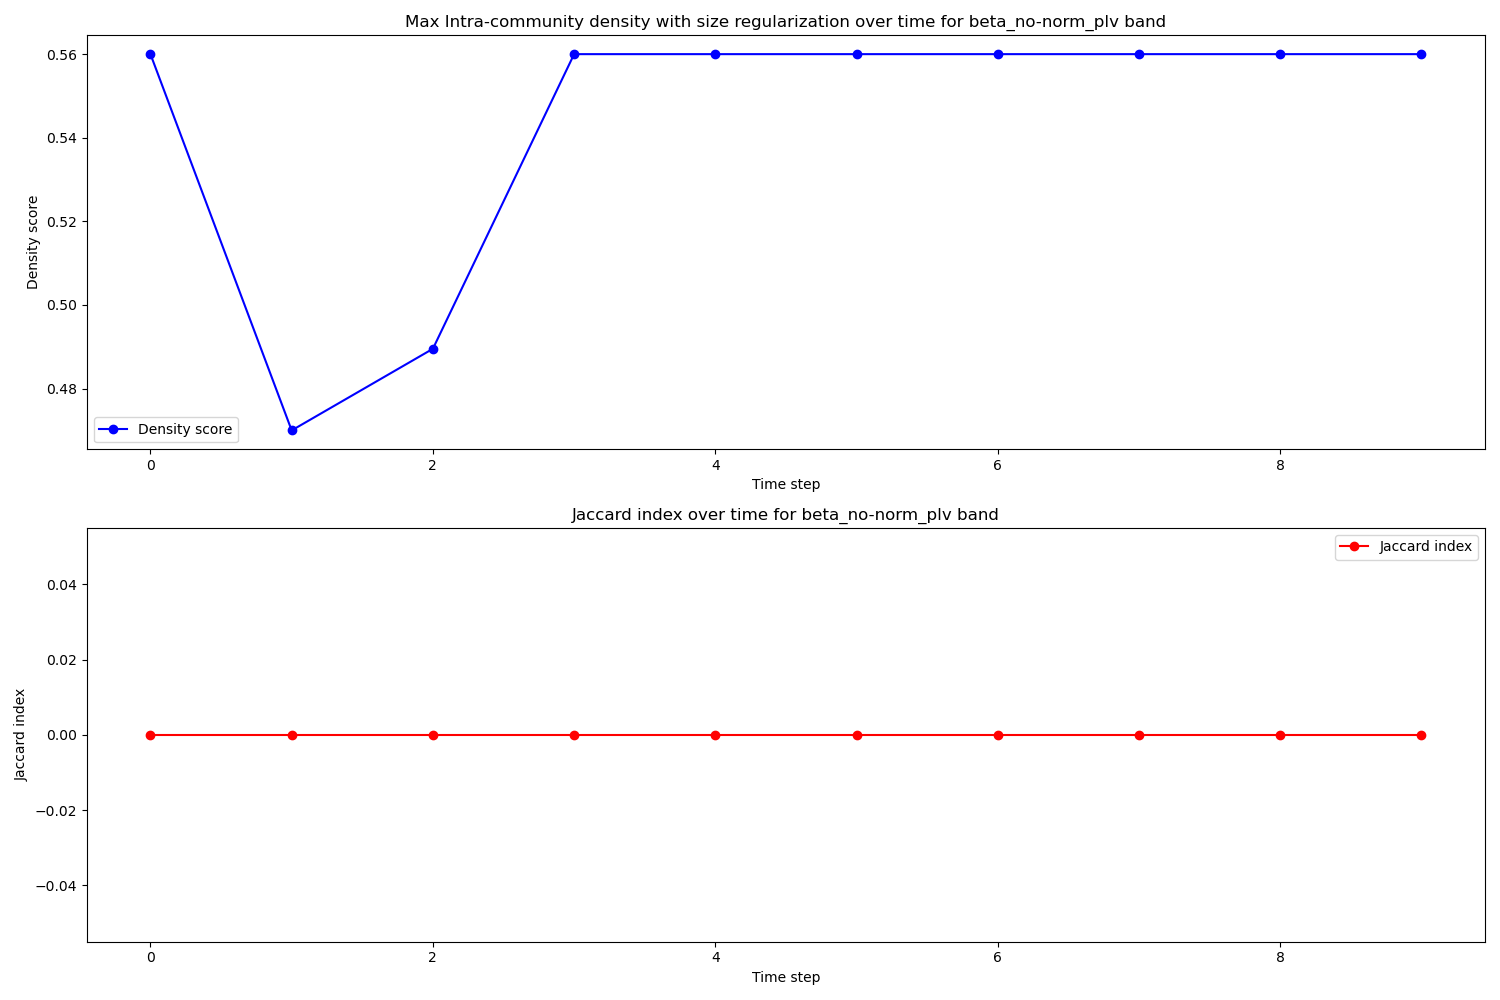 Max Intra-community density with size regularization over time for beta_no-norm_plv band
0.56
0.54
0.52
0.50
0.48
Density score
Density score
0
2
4
6
8
Time step
Jaccard index over time for beta_no-norm_plv band
Jaccard index
0.04
0.02
0.00
−0.02
−0.04
Jaccard index
0
2
4
6
8
Time step